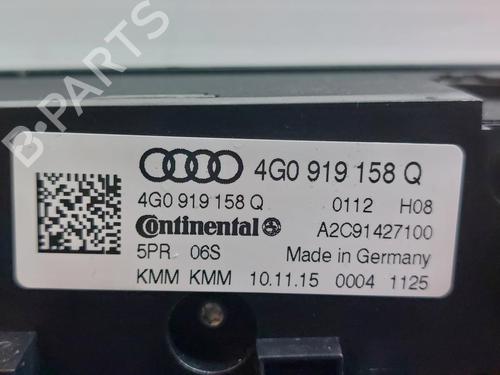 B-PARTS
4G0 919 158 Q
4G0 919 158 Q 0112 H08
Continental A2C91427100
5PR 06S Made in Germany
KMM KMM 10.11.15 0004 1125